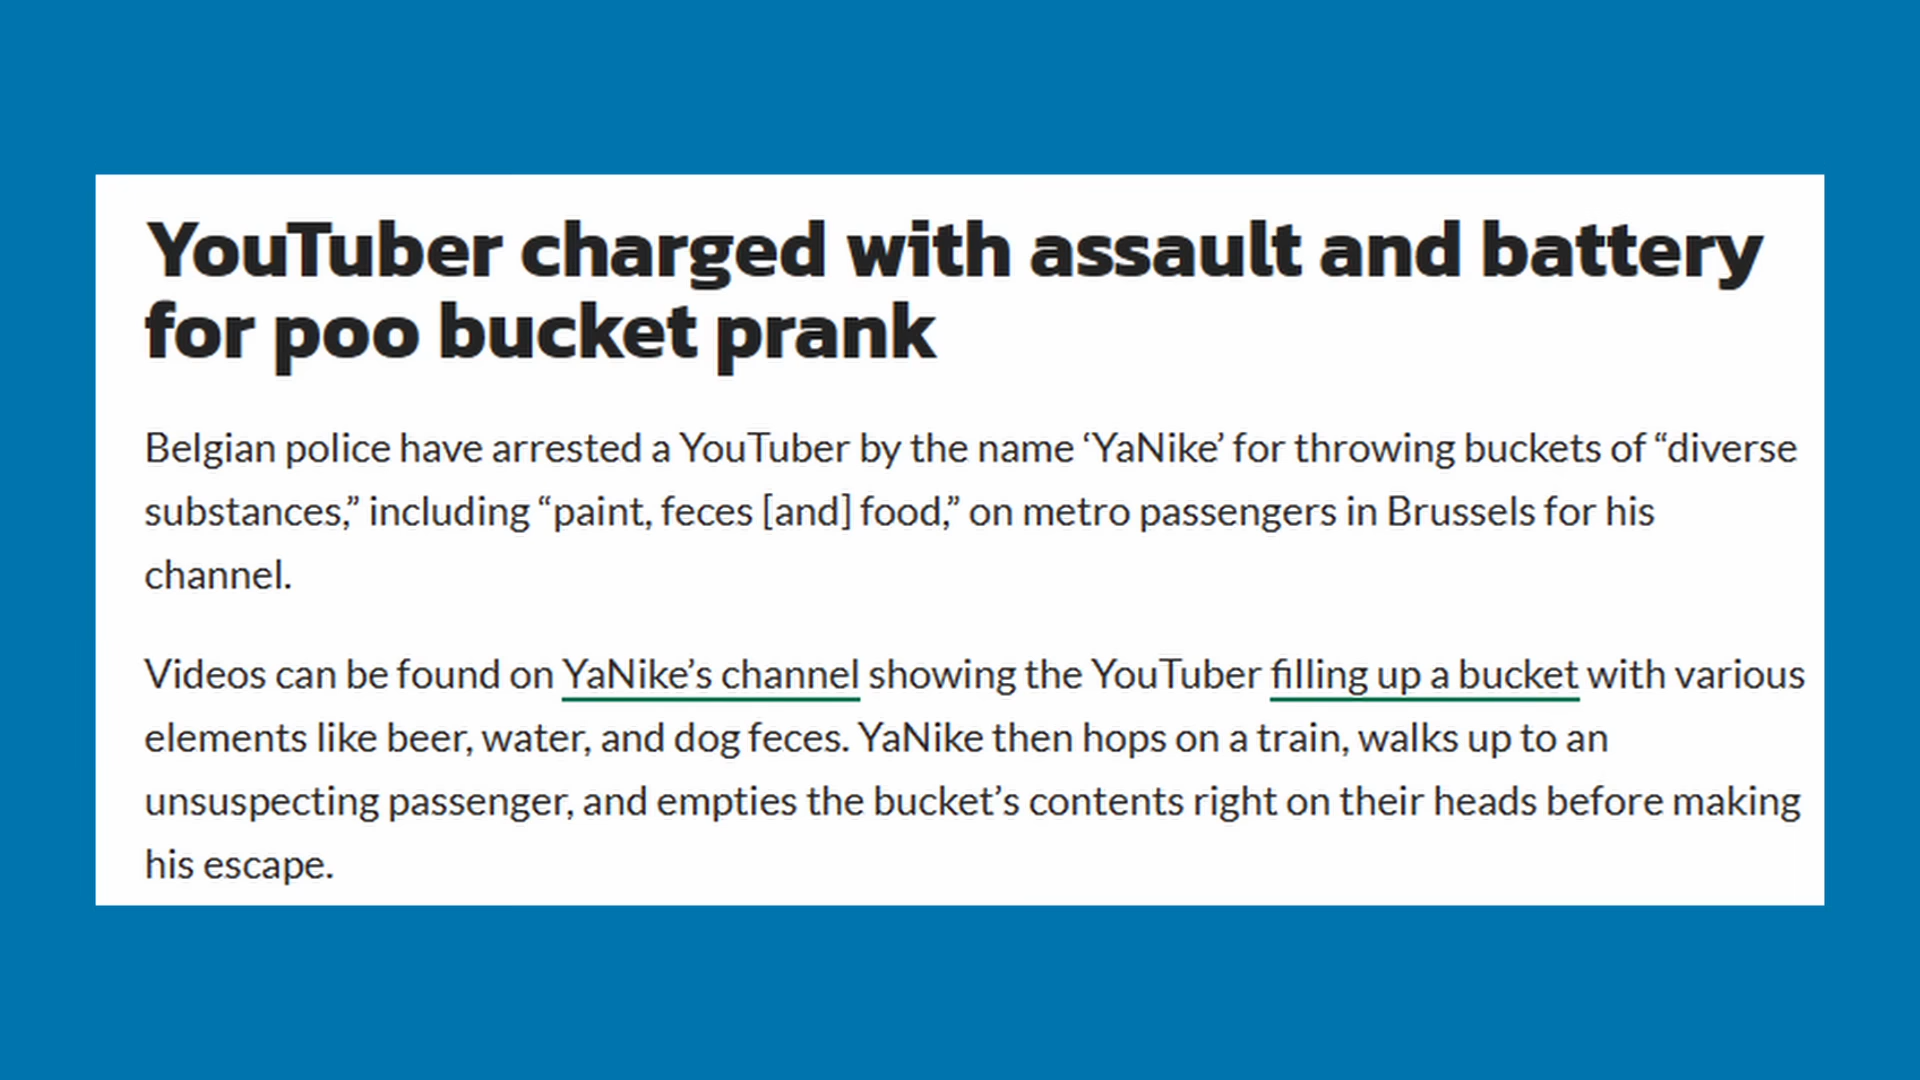 YouTuber charged with assault and battery
for poo bucket prank
Belgian police have arrested a YouTuber by the name ‘YaNike’ for throwing buckets of “diverse
substances,” including “paint, feces [and] food,” on metro passengers in Brussels for his
channel.
Videos can be found on YaNike’s channel showing the YouTuber filling up a bucket with various
elements like beer, water, and dog feces. YaNike then hops on a train, walks up to an
unsuspecting passenger, and empties the bucket’s contents right on their heads before making
his escape.